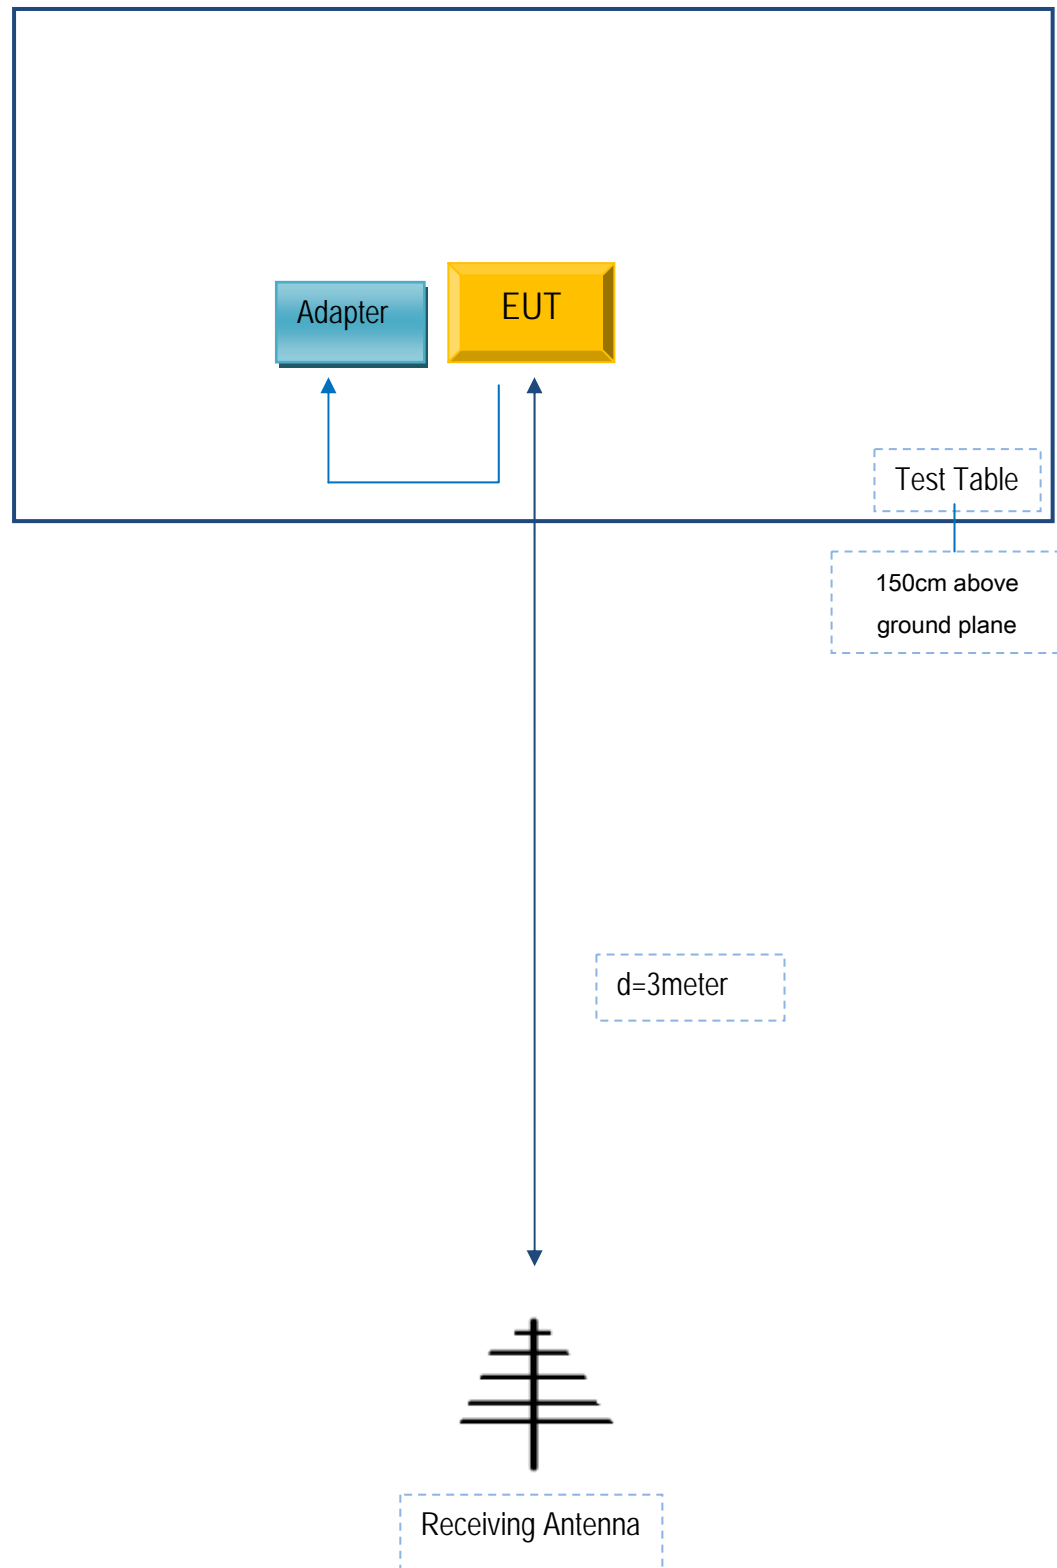 Adapter
EUT
Test Table
150cm above
ground plane
d=3meter
Receiving Antenna